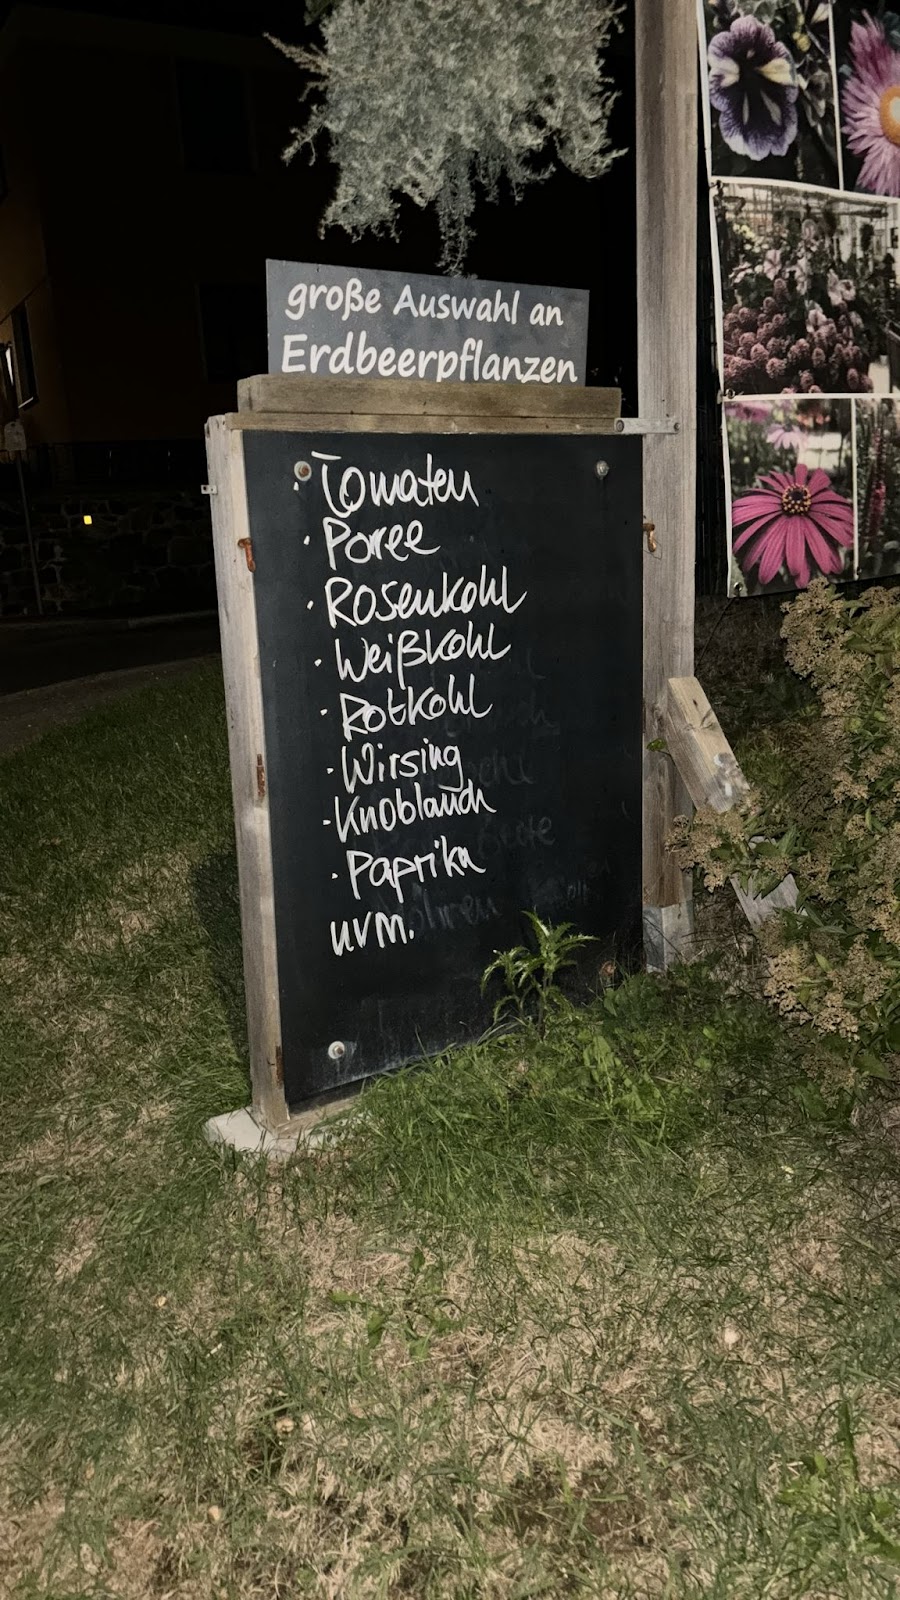 große Auswahl an
Erdbeerpflanzen
· Tomaten
· Poree
· Rosenkohl
· Weißkohl
· Rotkohl
· Wirsing
· Knoblauch
· Paprika
uvm.